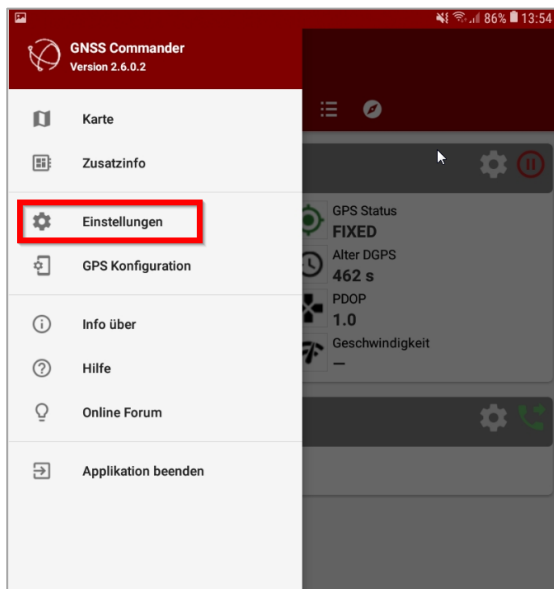 86% 13:54
GNSS Commander
Version 2.6.0.2
Karte
Zusatzinfo
Einstellungen
GPS Konfiguration
Info über
Hilfe
Online Forum
Applikation beenden
GPS Status
FIXED
Alter DGPS
462 s
PDOP
1.0
Geschwindigkeit
—